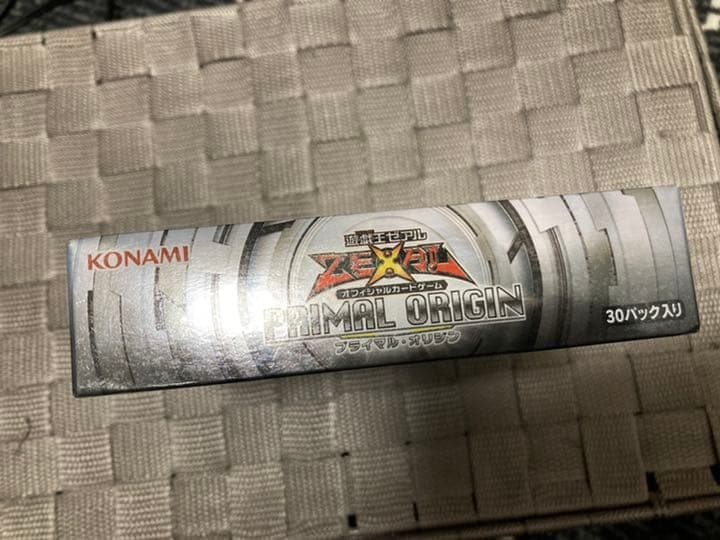 KONAMI
遊戯王ゼアル
ZEXAL
オフィシャルカードゲーム
PRIMAL ORIGIN
プライマル・オリジン
30パック入り